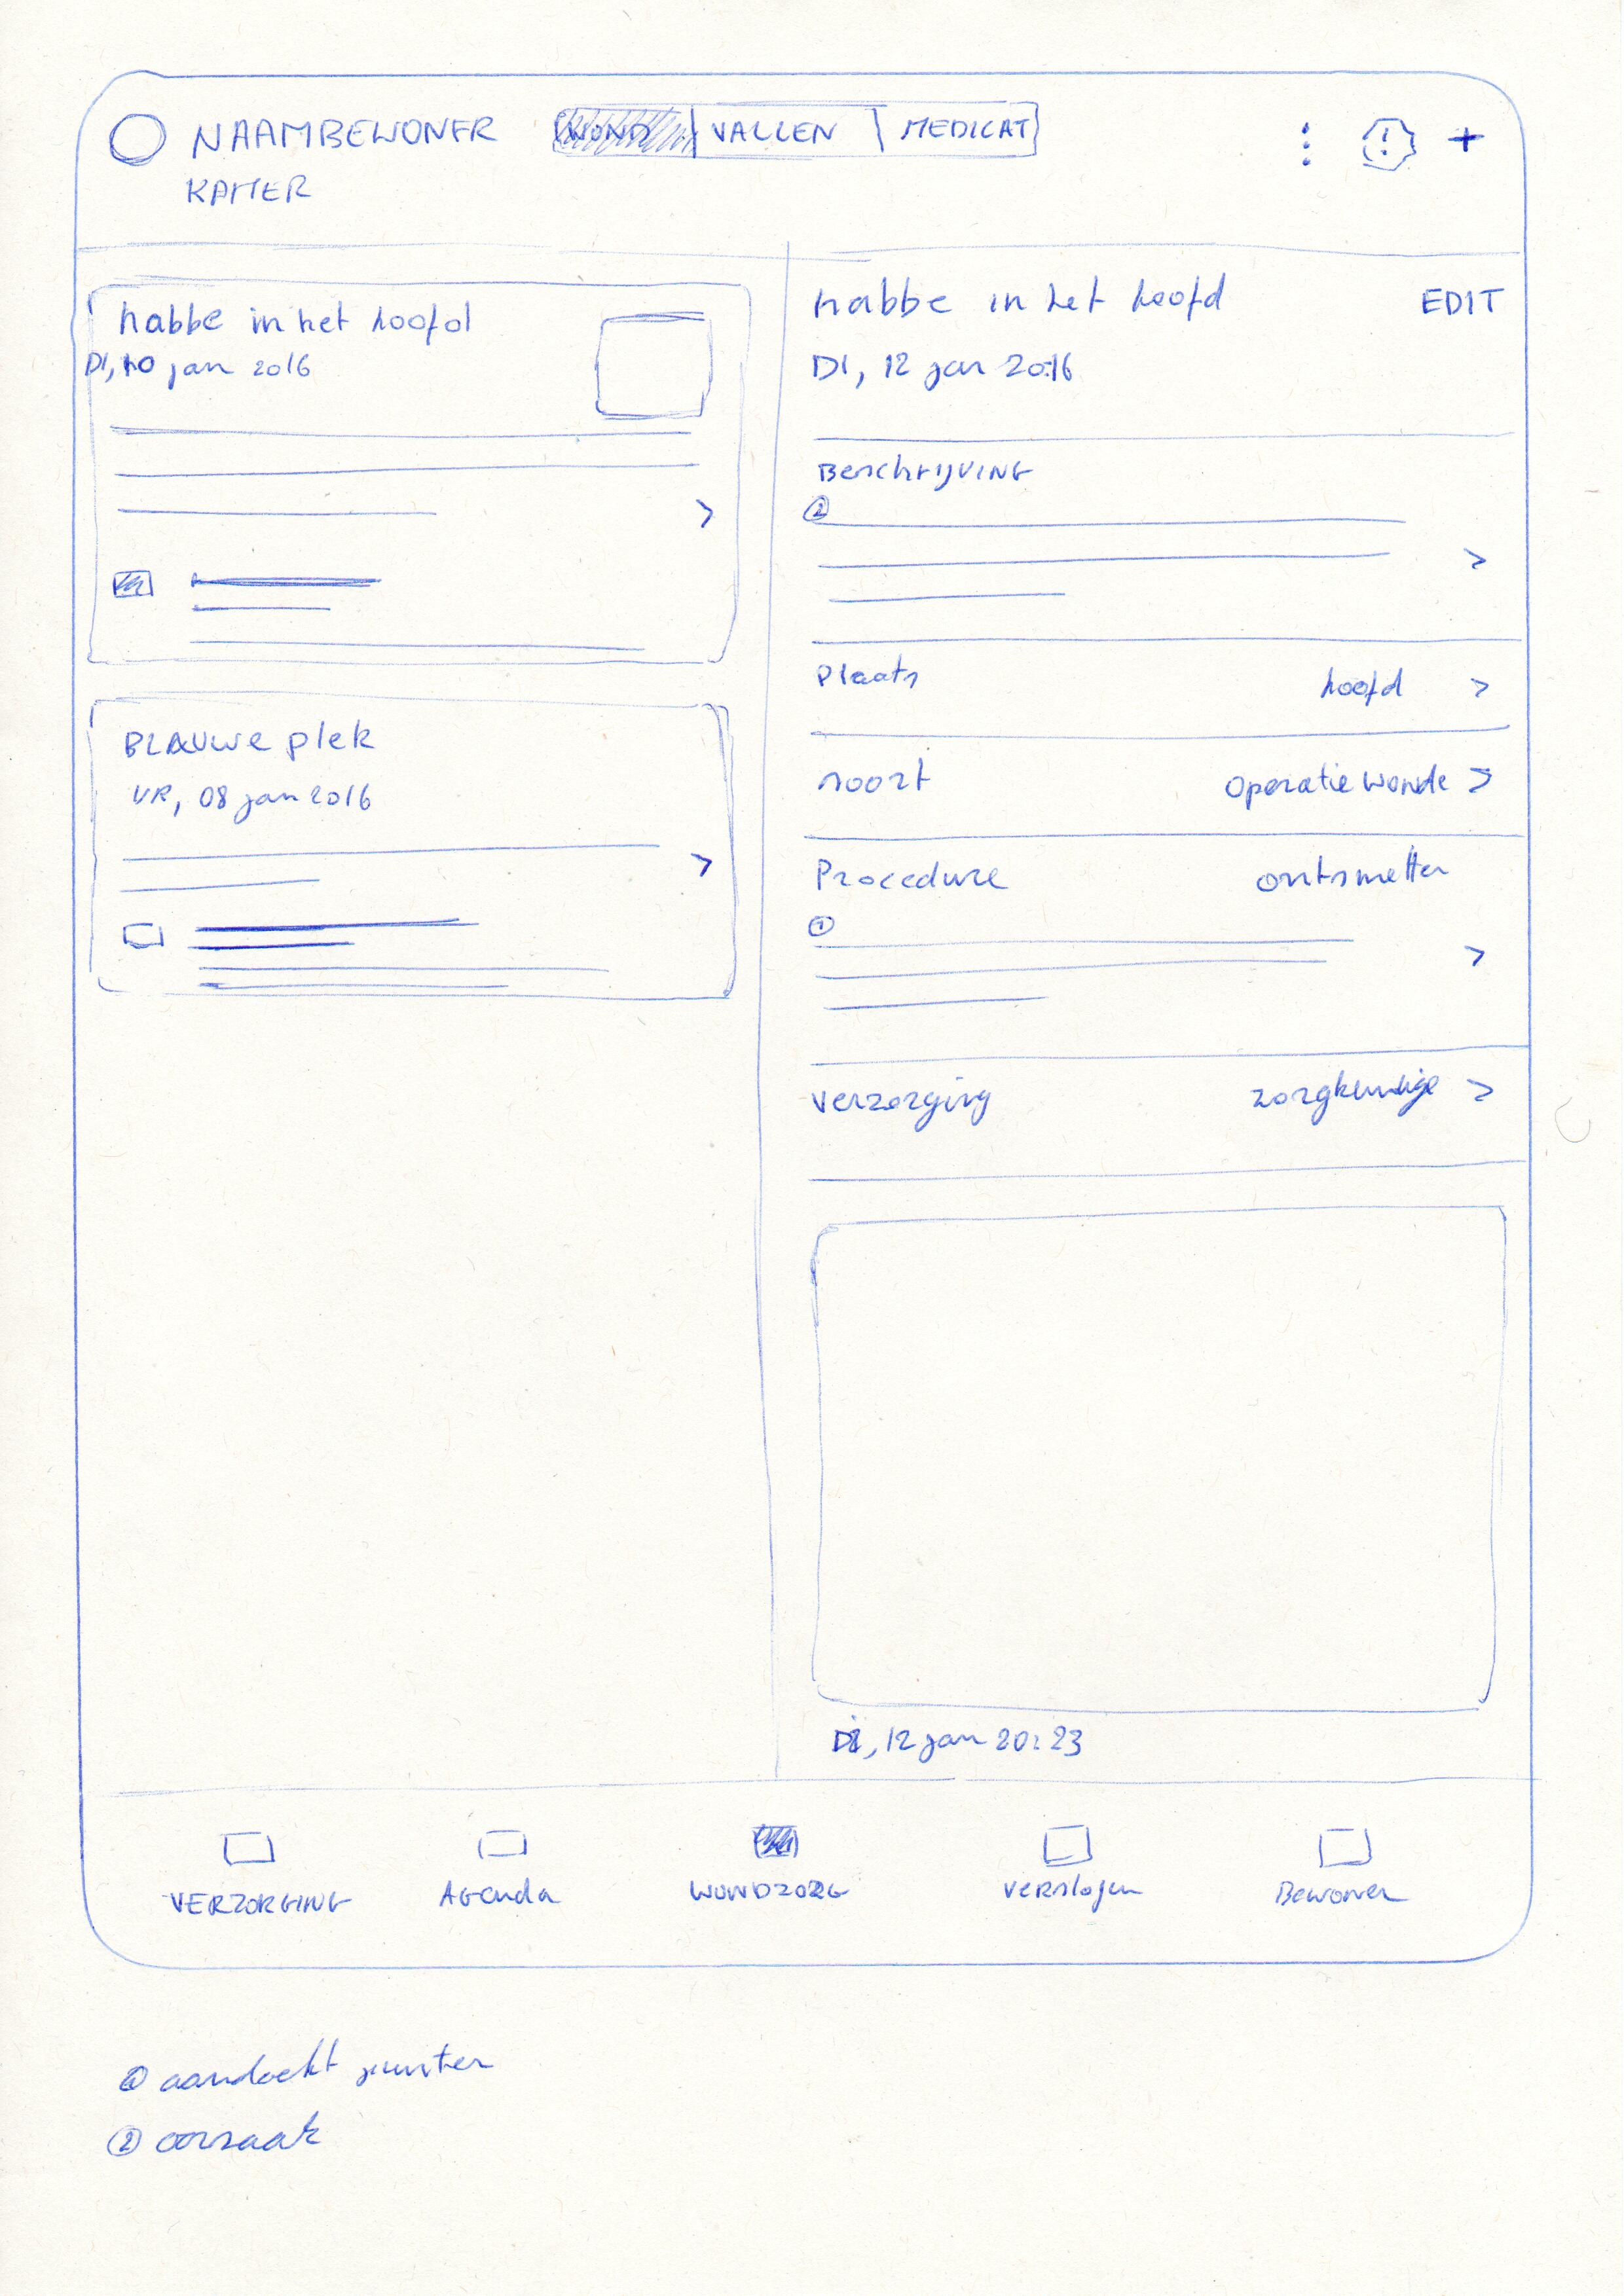 NAAMBEWONER
KAMER
WOND VALLEN MEDICAT
! +
habbe in het hoofd
DI, 10 jan 2016
BLAUWe plek
VR, 08 jan 2016
habbe in het hoofd
EDIT
DI, 12 jan 2016
BeschrIJVING
2
Plaats hoofd >
soort Operatie wonde >
Procedure ontsmetten
1
verzorging zorgkundige >
DI, 12 jan 20:23
VERZORGING Agenda WONDZORG verslagen Bewoner
1 aandacht punten
2 oorzaak